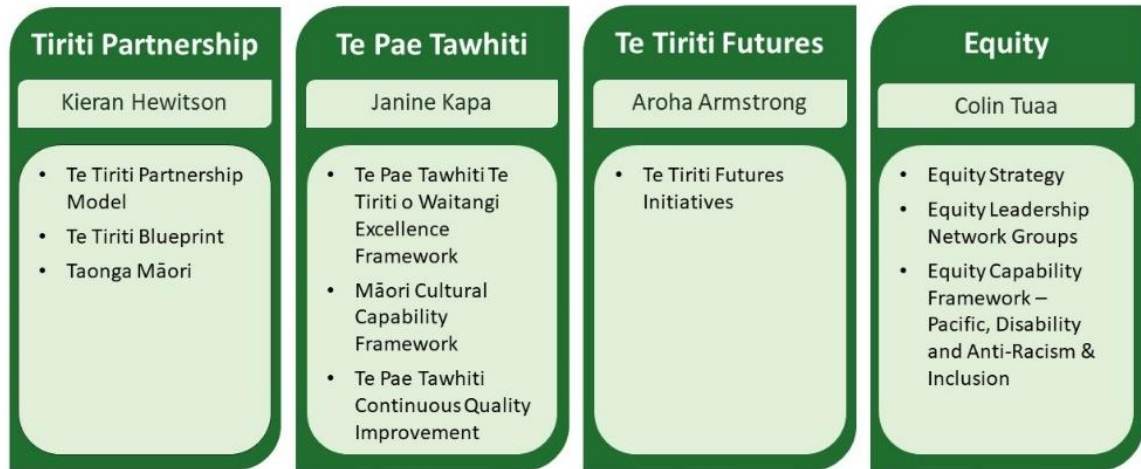 Tiriti Partnership
Kieran Hewitson
• Te Tiriti Partnership
Model
• Te Tiriti Blueprint
• Taonga Māori
Te Pae Tawhiti
Janine Kapa
• Te Pae Tawhiti Te
Tiriti o Waitangi
Excellence
Framework
• Māori Cultural
Capability
Framework
• Te Pae Tawhiti
Continuous Quality
Improvement
Te Tiriti Futures
Aroha Armstrong
• Te Tiriti Futures
Initiatives
Equity
Colin Tuaa
• Equity Strategy
• Equity Leadership
Network Groups
• Equity Capability
Framework –
Pacific, Disability
and Anti-Racism &
Inclusion